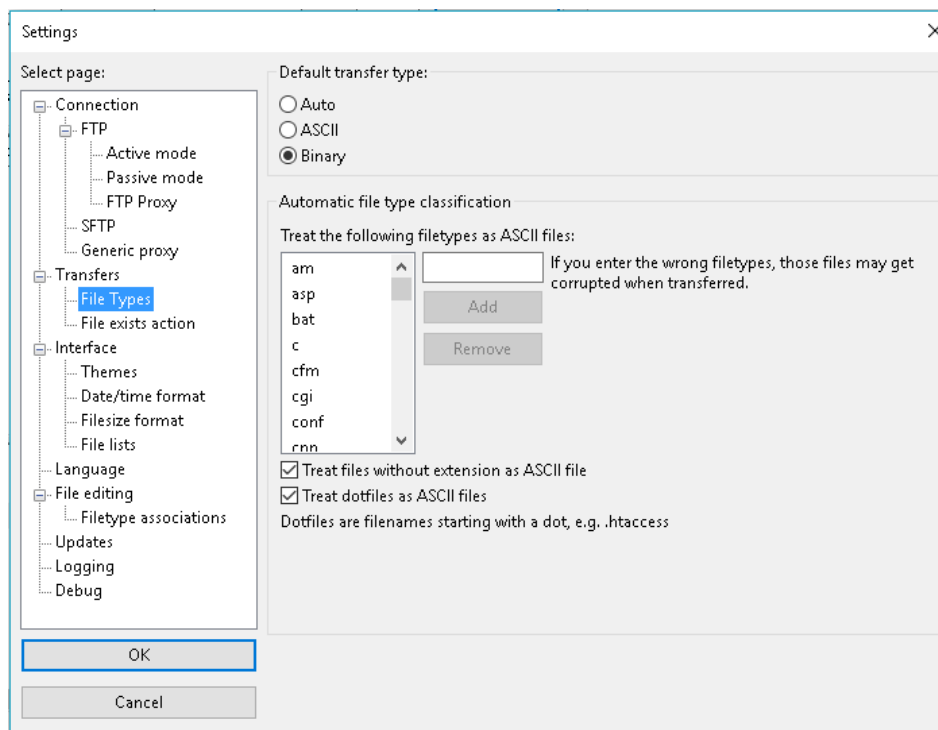 Settings
Select page:
Connection
FTP
Active mode
Passive mode
FTP Proxy
SFTP
Generic proxy
Transfers
File Types
File exists action
Interface
Themes
Date/time format
Filesize format
File lists
Language
File editing
Filetype associations
Updates
Logging
Debug
OK
Cancel
Default transfer type:
Auto
ASCII
Binary
Automatic file type classification
Treat the following filetypes as ASCII files:
am
asp
bat
c
cfm
cgi
conf
Add
Remove
If you enter the wrong filetypes, those files may get
corrupted when transferred.
Treat files without extension as ASCII file
Treat dotfiles as ASCII files
Dotfiles are filenames starting with a dot, e.g. .htaccess